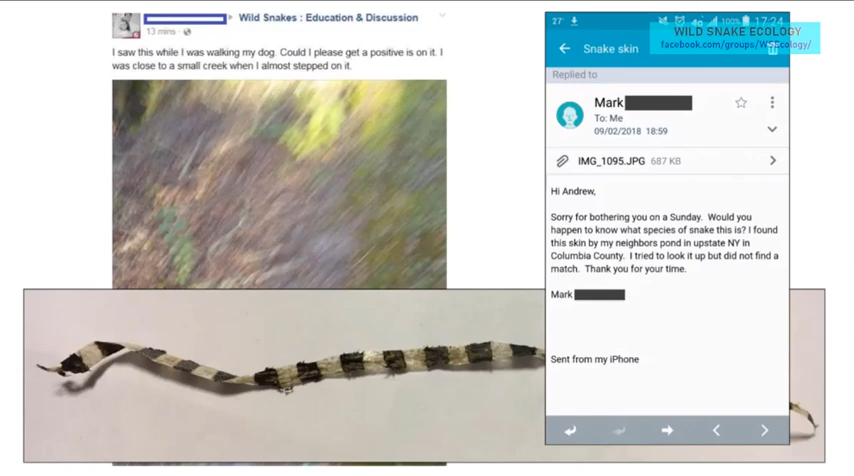 Wild Snakes : Education & Discussion
13 mins ·
I saw this while I was walking my dog. Could I please get a positive is on it. I
was close to a small creek when I almost stepped on it.
27° 4G 100% 17:24
WILD SNAKE ECOLOGY
facebook.com/groups/WSEcology/
Snake skin
Replied to
Mark
To: Me
09/02/2018 18:59
IMG_1095.JPG 687 KB
Hi Andrew,
Sorry for bothering you on a Sunday. Would you
happen to know what species of snake this is? I found
this skin by my neighbors pond in upstate NY in
Columbia County. I tried to look it up but did not find a
match. Thank you for your time.
Mark
Sent from my iPhone